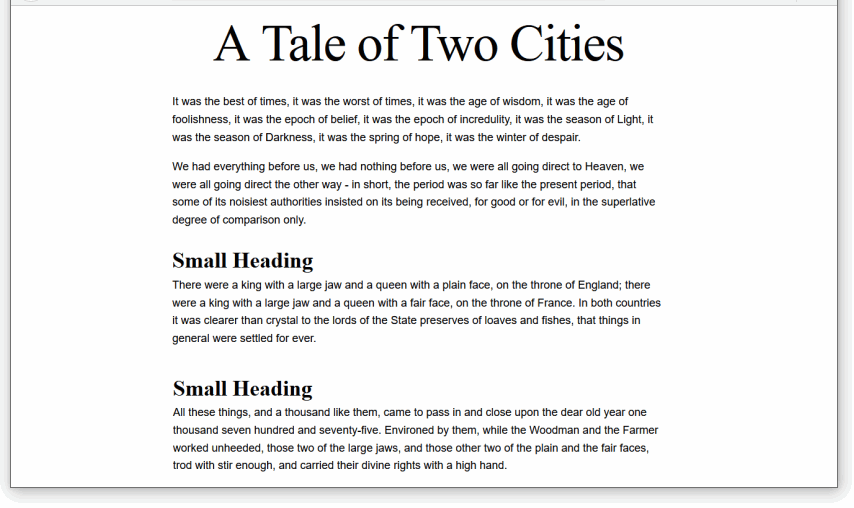 A Tale of Two Cities
It was the best of times, it was the worst of times, it was the age of wisdom, it was the age of
foolishness, it was the epoch of belief, it was the epoch of incredulity, it was the season of Light, it
was the season of Darkness, it was the spring of hope, it was the winter of despair.
We had everything before us, we had nothing before us, we were all going direct to Heaven, we
were all going direct the other way - in short, the period was so far like the present period, that
some of its noisiest authorities insisted on its being received, for good or for evil, in the superlative
degree of comparison only.
Small Heading
There were a king with a large jaw and a queen with a plain face, on the throne of England; there
were a king with a large jaw and a queen with a fair face, on the throne of France. In both countries
it was clearer than crystal to the lords of the State preserves of loaves and fishes, that things in
general were settled for ever.
Small Heading
All these things, and a thousand like them, came to pass in and close upon the dear old year one
thousand seven hundred and seventy-five. Environed by them, while the Woodman and the Farmer
worked unheeded, those two of the large jaws, and those other two of the plain and the fair faces,
trod with stir enough, and carried their divine rights with a high hand.